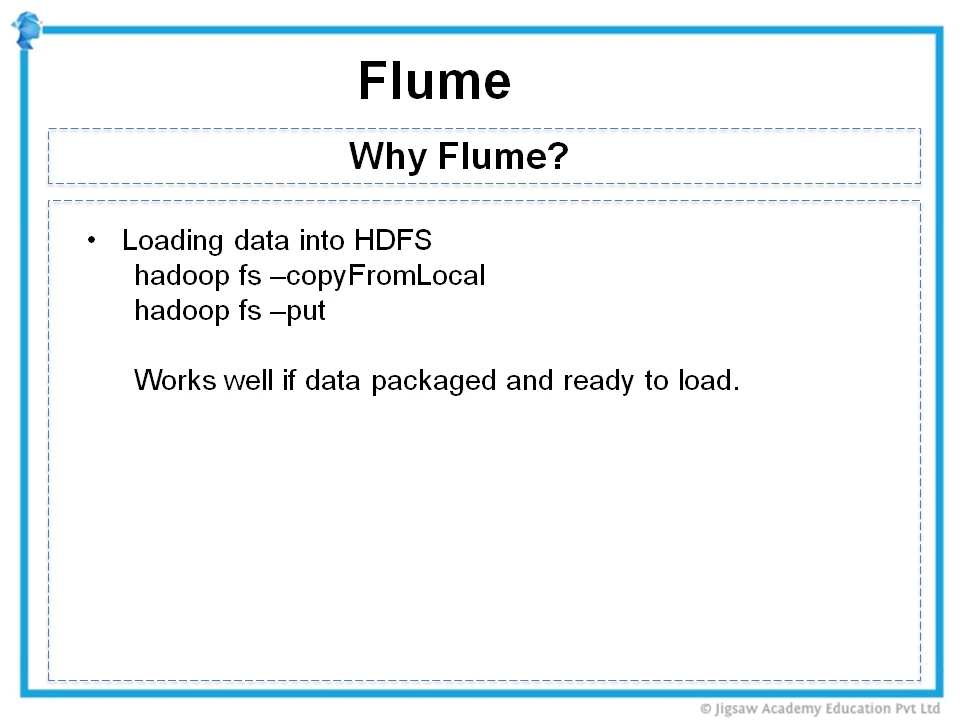 Flume
Why Flume?
• Loading data into HDFS
hadoop fs –copyFromLocal
hadoop fs –put
Works well if data packaged and ready to load.
© Jigsaw Academy Education Pvt Ltd